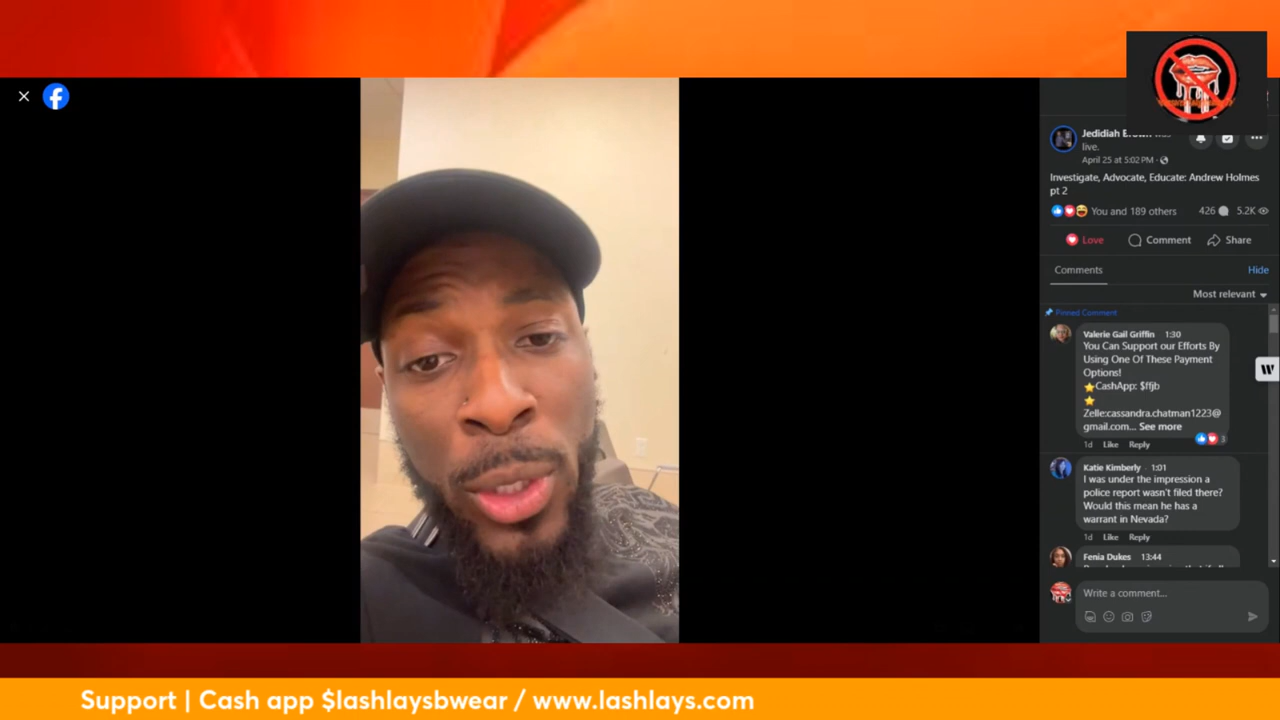 Jedidiah Brown was
live.
April 25 at 5:02 PM ·
Investigate, Advocate, Educate: Andrew Holmes
pt 2
You and 189 others
426
5.2K
Love
Comment
Share
Comments
Hide
Most relevant
Pinned Comment
Valerie Gail Griffin · 1:30
You Can Support our Efforts By
Using One Of These Payment
Options!
⭐CashApp: $ffjb
⭐
Zelle:cassandra.chatman1223@
gmail.com... See more
3
1d Like Reply
Katie Kimberly · 1:01
I was under the impression a
police report wasn't filed there?
Would this mean he has a
warrant in Nevada?
1d Like Reply
Fenia Dukes · 13:44
Write a comment...
W
Support | Cash app $lashlaysbwear / www.lashlays.com